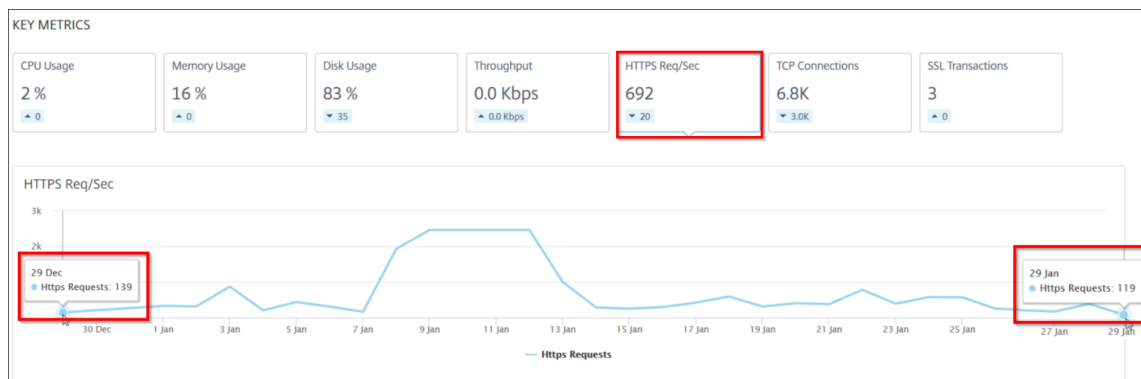 KEY METRICS
CPU Usage
2 %
▲ 0
Memory Usage
16 %
▲ 0
Disk Usage
83 %
▼ 35
Throughput
0.0 Kbps
▲ 0.0 Kbps
HTTPS Req/Sec
692
▼ 20
TCP Connections
6.8K
▼ 3.0K
SSL Transactions
3
▲ 0
HTTPS Req/Sec
3k
2k
29 Dec
Https Requests: 139
29 Jan
Https Requests: 119
30 Dec 1 Jan 3 Jan 5 Jan 7 Jan 9 Jan 11 Jan 13 Jan 15 Jan 17 Jan 19 Jan 21 Jan 23 Jan 25 Jan 27 Jan 29 Jan
Https Requests